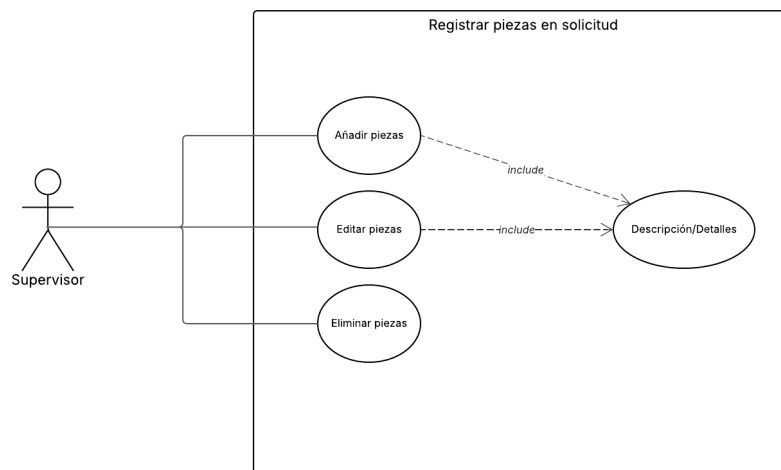 Registrar piezas en solicitud
Añadir piezas
include
Editar piezas
include
Descripción/Detalles
Supervisor
Eliminar piezas